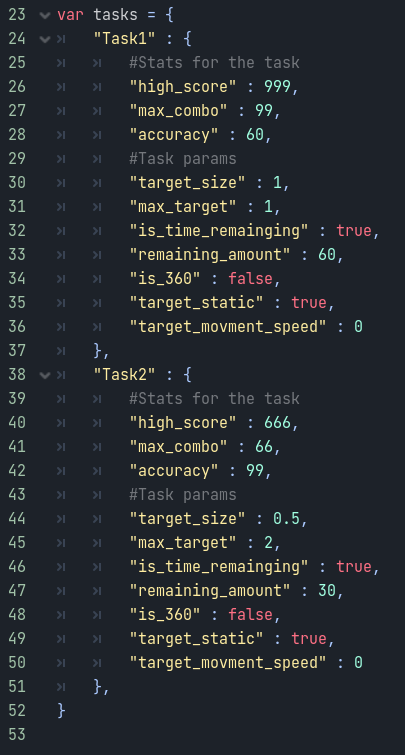 23 var tasks = {
24 "Task1" : {
25 #Stats for the task
26 "high_score" : 999,
27 "max_combo" : 99,
28 "accuracy" : 60,
29 #Task params
30 "target_size" : 1,
31 "max_target" : 1,
32 "is_time_remainging" : true,
33 "remaining_amount" : 60,
34 "is_360" : false,
35 "target_static" : true,
36 "target_movment_speed" : 0
37 },
38 "Task2" : {
39 #Stats for the task
40 "high_score" : 666,
41 "max_combo" : 66,
42 "accuracy" : 99,
43 #Task params
44 "target_size" : 0.5,
45 "max_target" : 2,
46 "is_time_remainging" : true,
47 "remaining_amount" : 30,
48 "is_360" : false,
49 "target_static" : true,
50 "target_movment_speed" : 0
51 },
52 }
53